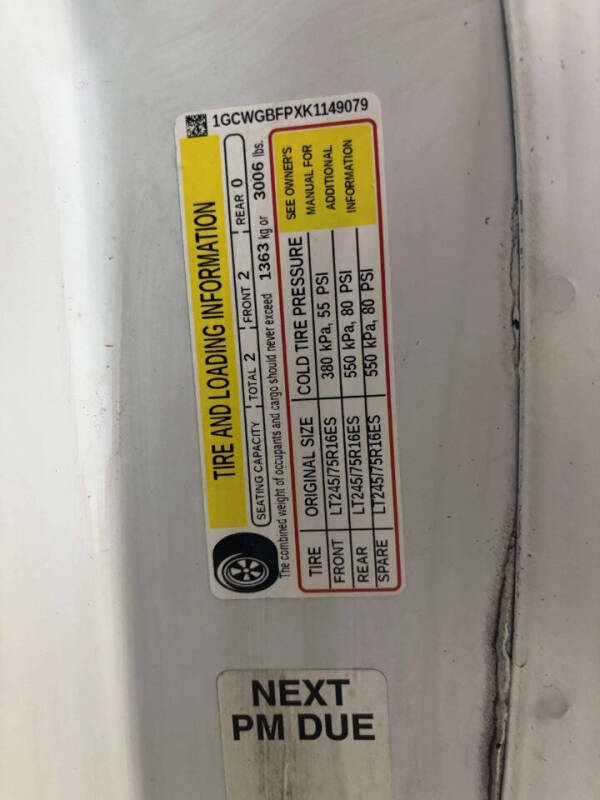 1GCWGBFPXK1149079
TIRE AND LOADING INFORMATION
SEATING CAPACITY TOTAL 2 FRONT 2 REAR 0
The combined weight of occupants and cargo should never exceed 1363 kg or 3006 lbs.
TIRE ORIGINAL SIZE COLD TIRE PRESSURE
FRONT LT245/75R16ES 380 kPa, 55 PSI
REAR LT245/75R16ES 550 kPa, 80 PSI
SPARE LT245/75R16ES 550 kPa, 80 PSI
SEE OWNER'S
MANUAL FOR
ADDITIONAL
INFORMATION
NEXT
PM DUE